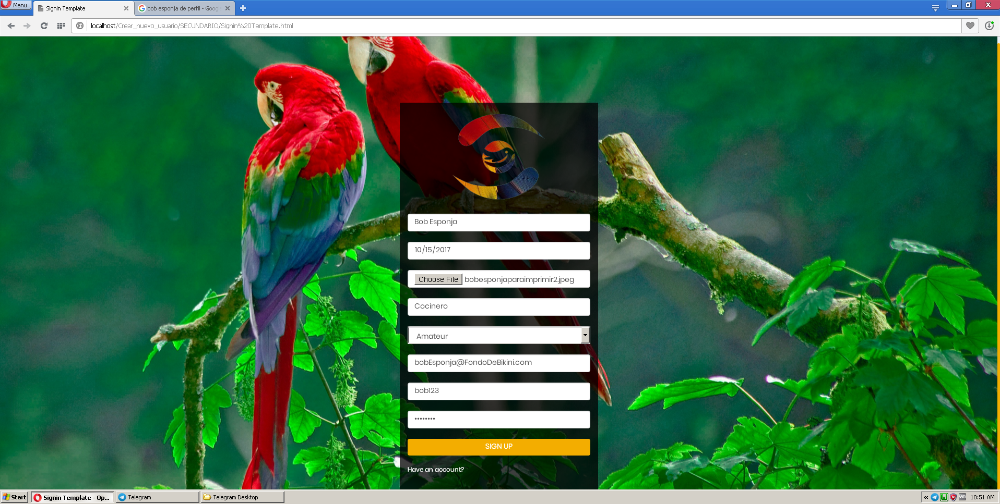 Menu
Signin Template
bob esponja de perfil - Googl
localhost/Crear_nuevo_usuario/SECUNDARIO/Signin%20Template.html
Bob Esponja
10/15/2017
Choose File bobesponjaparaimprimir2.jpeg
Cocinero
Amateur
bobEsponja@FondoDeBikini.com
bob123
••••••••
SIGN UP
Have an account?
Start
Signin Template - Op...
Telegram
Telegram Desktop
10:51 AM